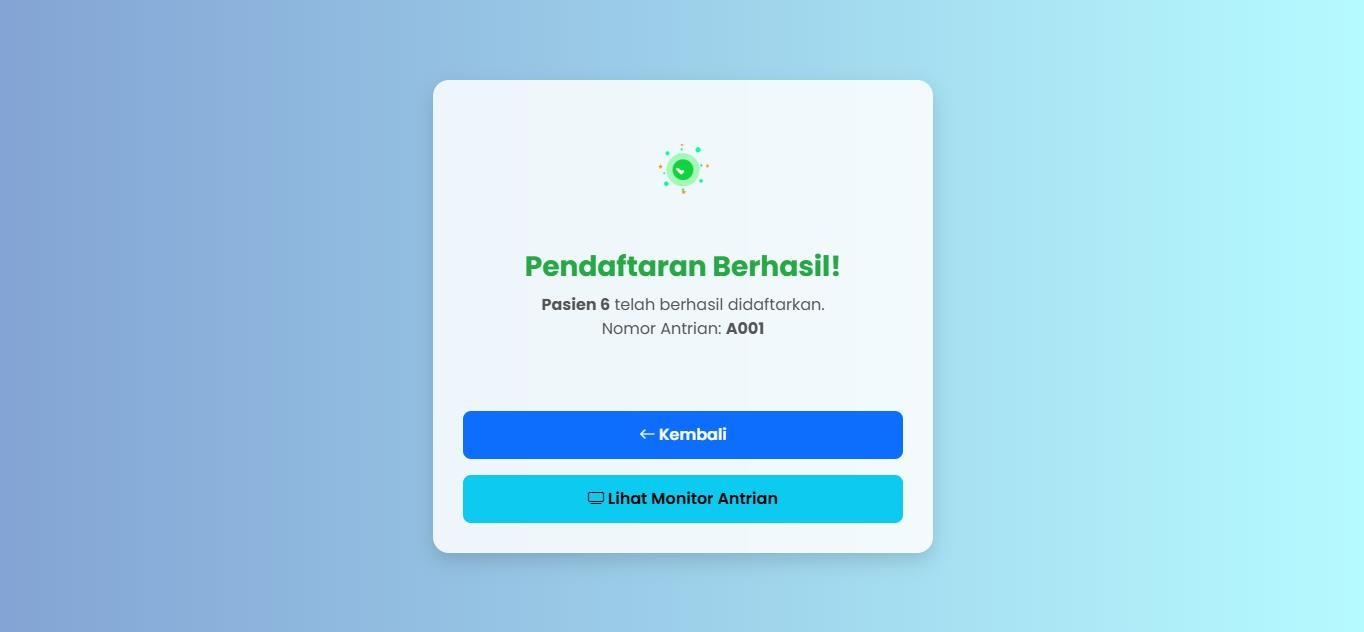 Pendaftaran Berhasil!
Pasien 6 telah berhasil didaftarkan.
Nomor Antrian: A001
← Kembali
Lihat Monitor Antrian